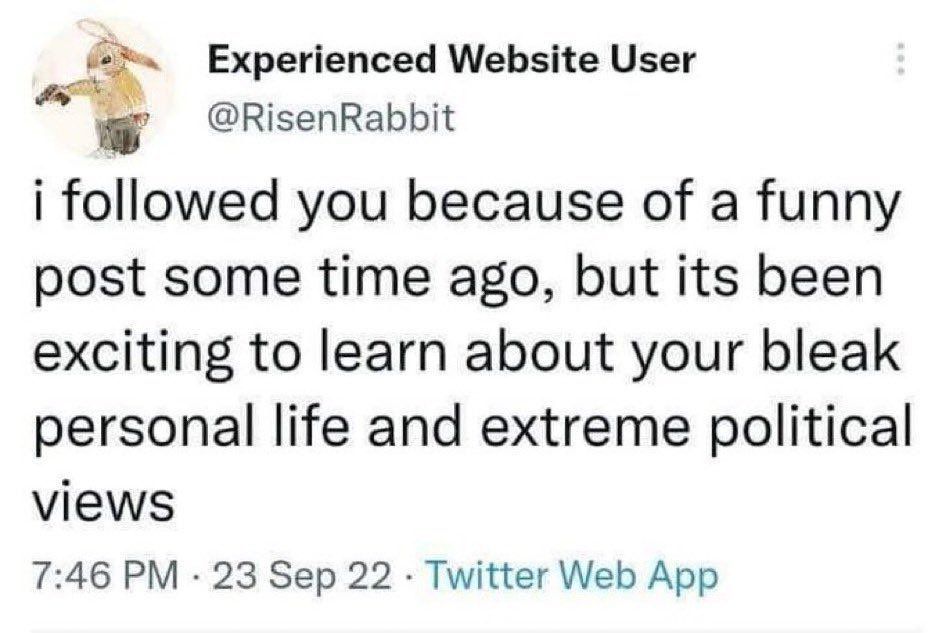 Experienced Website User
@RisenRabbit
i followed you because of a funny
post some time ago, but its been
exciting to learn about your bleak
personal life and extreme political
views
7:46 PM · 23 Sep 22 · Twitter Web App